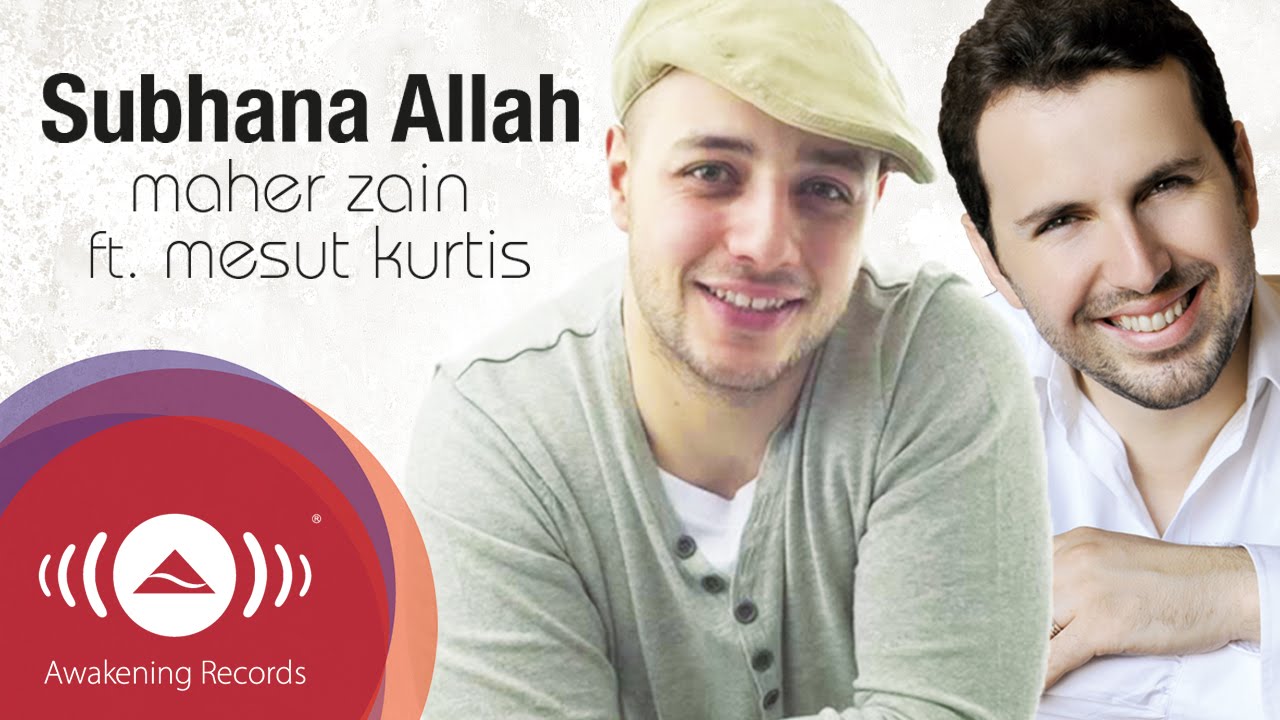 Subhana Allah
maher zain
ft. mesut kurtis
®
Awakening Records